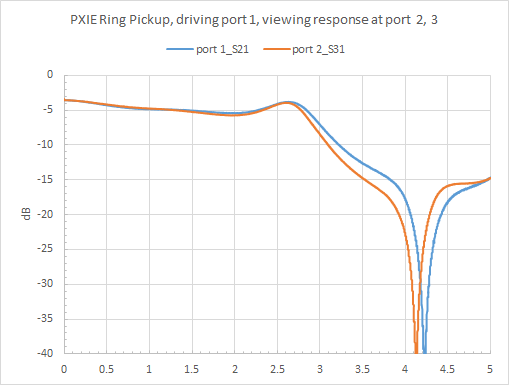 PXIE Ring Pickup, driving port 1, viewing response at port 2, 3
port 1_S21 port 2_S31
0
-5
-10
-15
-20
-25
-30
-35
-40
dB
0 0.5 1 1.5 2 2.5 3 3.5 4 4.5 5